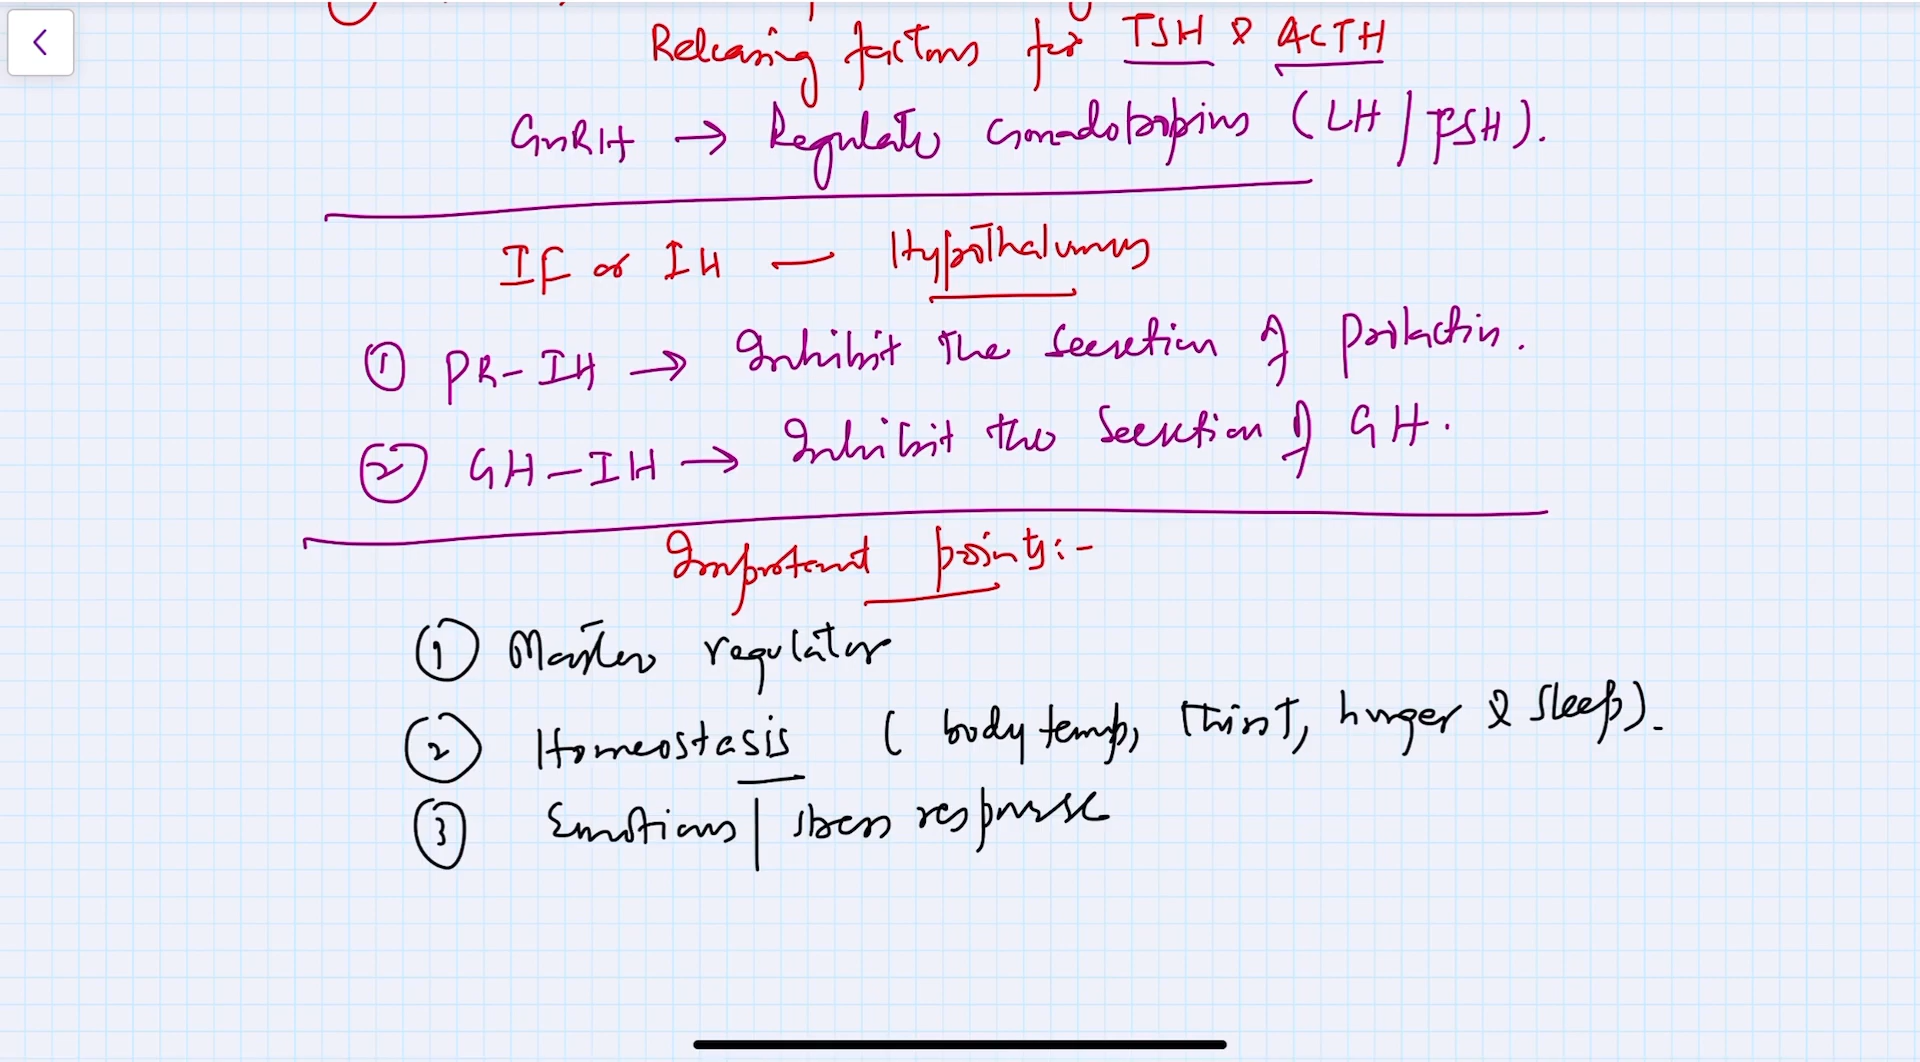 Releasing factors for TSH & ACTH
GnRH → Regulate Gonadotropins (LH / FSH).
IF or IH — Hypothalamus
① PR-IH → Inhibit the secretion of Prolactin.
② GH-IH → Inhibit the secretion of GH.
Important points:-
① Master regulator
② Homeostasis ( body temp, thirst, hunger & sleep).
③ Emotions | stress response